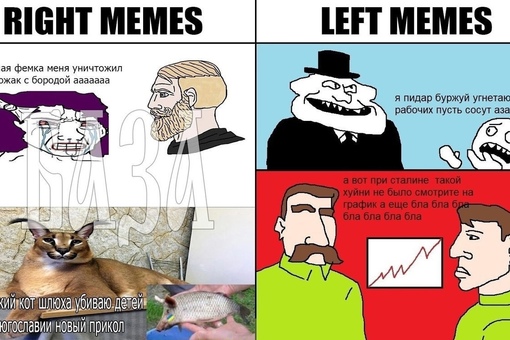 RIGHT MEMES
LEFT MEMES
ая фемка меня уничтожил
ожак с бородой ааааааа
БАЗА
кий кот шлюха убиваю детей
югославии новый прикол
я пидар буржуй угнетаю
рабочих пусть сосут аза
а вот при сталине такой
хуйни не было смотрите на
график а еще бла бла бла
бла бла бла бла